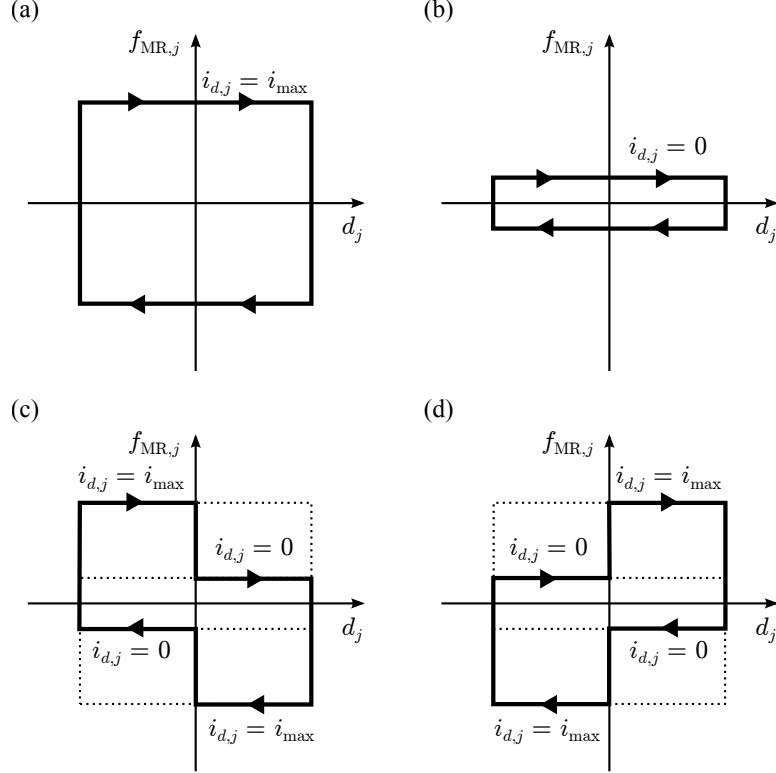 (a)
(b)
f_{MR,j}
f_{MR,j}
i_{d,j} = i_{max}
i_{d,j} = 0
d_j
d_j
(c)
(d)
f_{MR,j}
f_{MR,j}
i_{d,j} = i_{max}
i_{d,j} = i_{max}
i_{d,j} = 0
i_{d,j} = 0
d_j
d_j
i_{d,j} = 0
i_{d,j} = 0
i_{d,j} = i_{max}
i_{d,j} = i_{max}